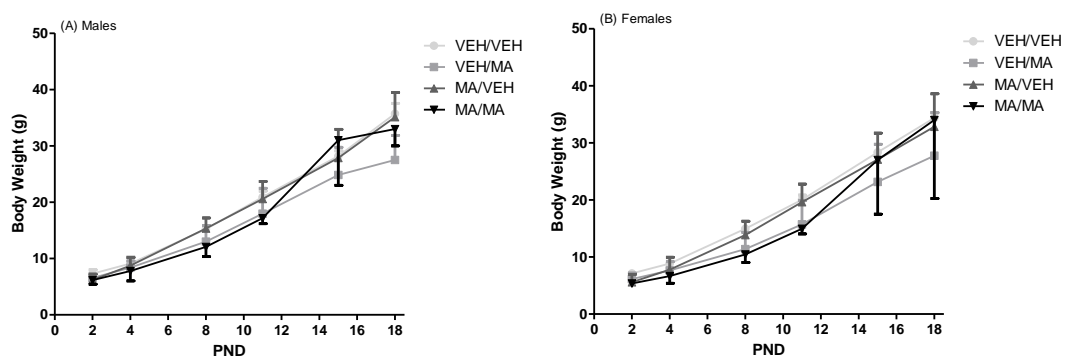 (A) Males
50
40
30
20
10
0
Body Weight (g)
0 2 4 6 8 10 12 14 16 18
PND
VEH/VEH
VEH/MA
MA/VEH
MA/MA
(B) Females
50
40
30
20
10
0
Body Weight (g)
0 2 4 6 8 10 12 14 16 18
PND
VEH/VEH
VEH/MA
MA/VEH
MA/MA